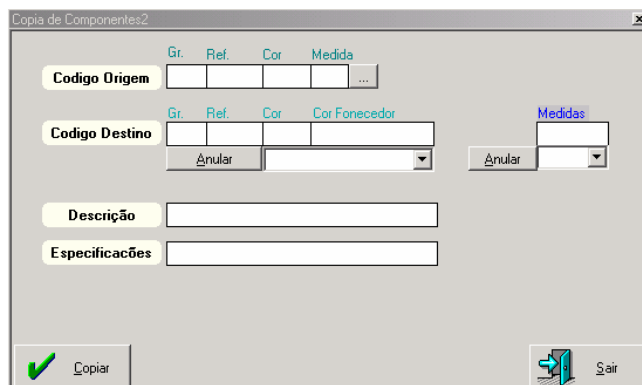 Copia de Componentes2
Gr. Ref. Cor Medida
Codigo Origem ...
Gr. Ref. Cor Cor Fonecedor Medidas
Codigo Destino
Anular Anular
Descrição
Especificacões
Copiar Sair